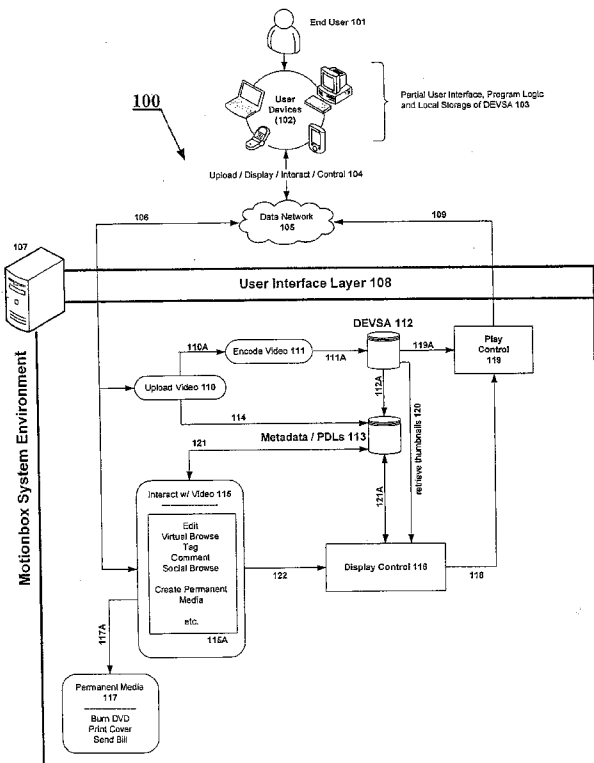 End User 101
100
User
Devices
(102)
Partial User Interface, Program Logic
and Local Storage of DEVSA 103
Upload / Display / Interact / Control 104
106
Data Network
105
109
107
User Interface Layer 108
Motionbox System Environment
DEVSA 112
110A
Encode Video 111
111A
119A
Play
Control
119
Upload Video 110
112A
114
Metadata / PDLs 113
retrieve thumbnails 120
121
121A
Interact w/ Video 115
Edit
Virtual Browse
Tag
Comment
Social Browse
Create Permanent
Media
etc.
115A
122
Display Control 116
118
117A
Permanent Media
117
Burn DVD
Print Cover
Send Bill